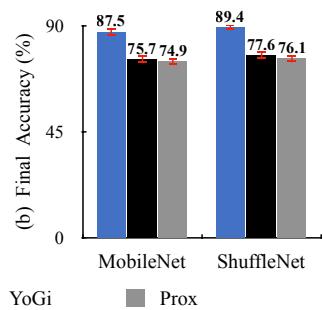 90
87.5
75.7 74.9
89.4
77.6 76.1
45
0
(b) Final Accuracy (%)
MobileNet ShuffleNet
YoGi Prox